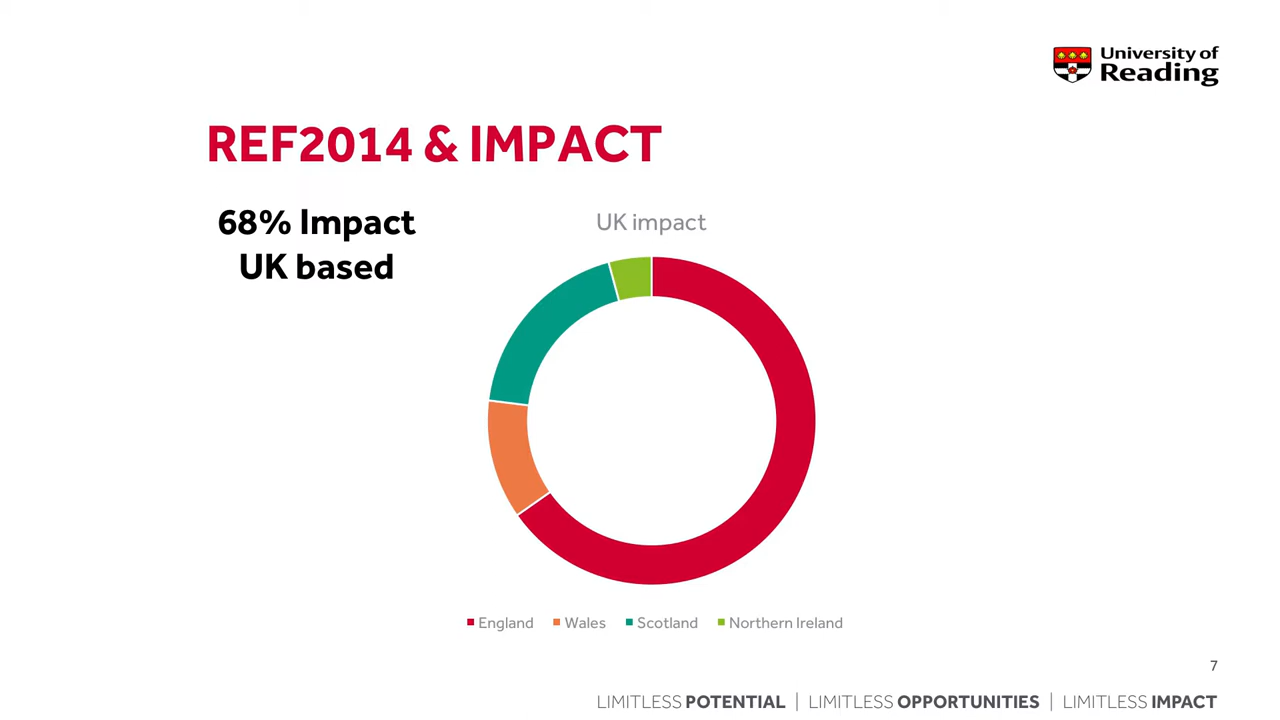 University of
Reading
REF2014 & IMPACT
68% Impact
UK based
UK impact
England Wales Scotland Northern Ireland
7
LIMITLESS POTENTIAL | LIMITLESS OPPORTUNITIES | LIMITLESS IMPACT